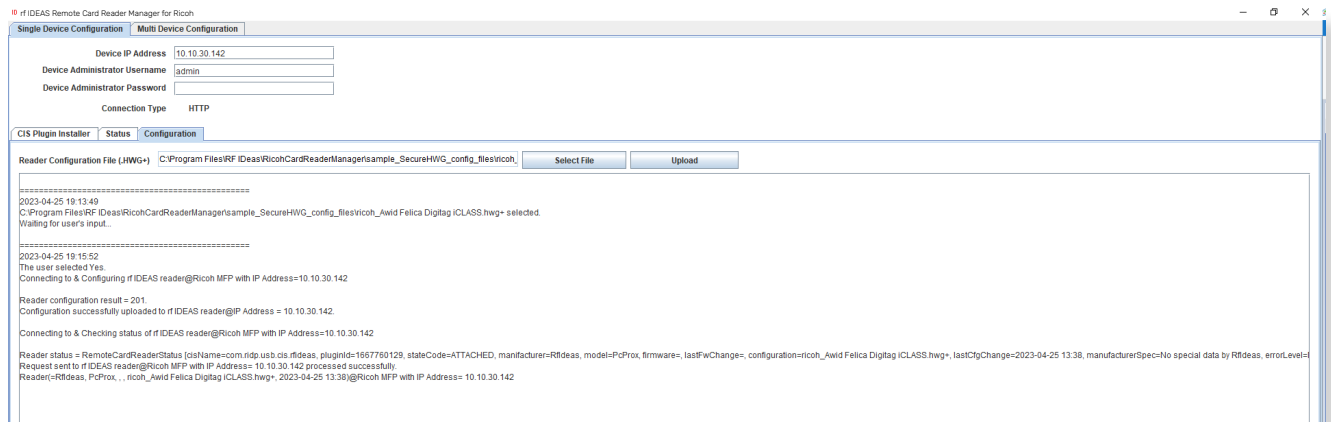 rf IDEAS Remote Card Reader Manager for Ricoh
Single Device Configuration Multi Device Configuration
Device IP Address 10.10.30.142
Device Administrator Username admin
Device Administrator Password
Connection Type HTTP
CIS Plugin Installer Status Configuration
Reader Configuration File (.HWG+) C:\Program Files\RF IDeas\RicohCardReaderManager\sample_SecureHWG_config_files\ricoh_ Select File Upload
================================================
2023-04-25 19:13:49
C:\Program Files\RF IDeas\RicohCardReaderManager\sample_SecureHWG_config_files\ricoh_Awid Felica Digitag iCLASS.hwg+ selected.
Waiting for user's input...
================================================
2023-04-25 19:15:52
The user selected Yes.
Connecting to & Configuring rf IDEAS reader@Ricoh MFP with IP Address=10.10.30.142
Reader configuration result = 201.
Configuration successfully uploaded to rf IDEAS reader@IP Address = 10.10.30.142.
Connecting to & Checking status of rf IDEAS reader@Ricoh MFP with IP Address=10.10.30.142
Reader status = RemoteCardReaderStatus [cisName=com.ridp.usb.cis.rfideas, pluginId=1667760129, stateCode=ATTACHED, manifacturer=RfIdeas, model=PcProx, firmware=, lastFwChange=, configuration=ricoh_Awid Felica Digitag iCLASS.hwg+, lastCfgChange=2023-04-25 13:38, manufacturerSpec=No special data by RfIdeas, errorLevel=
Request sent to rf IDEAS reader@Ricoh MFP with IP Address= 10.10.30.142 processed successfully.
Reader(=RfIdeas, PcProx, , , ricoh_Awid Felica Digitag iCLASS.hwg+, 2023-04-25 13:38)@Ricoh MFP with IP Address= 10.10.30.142